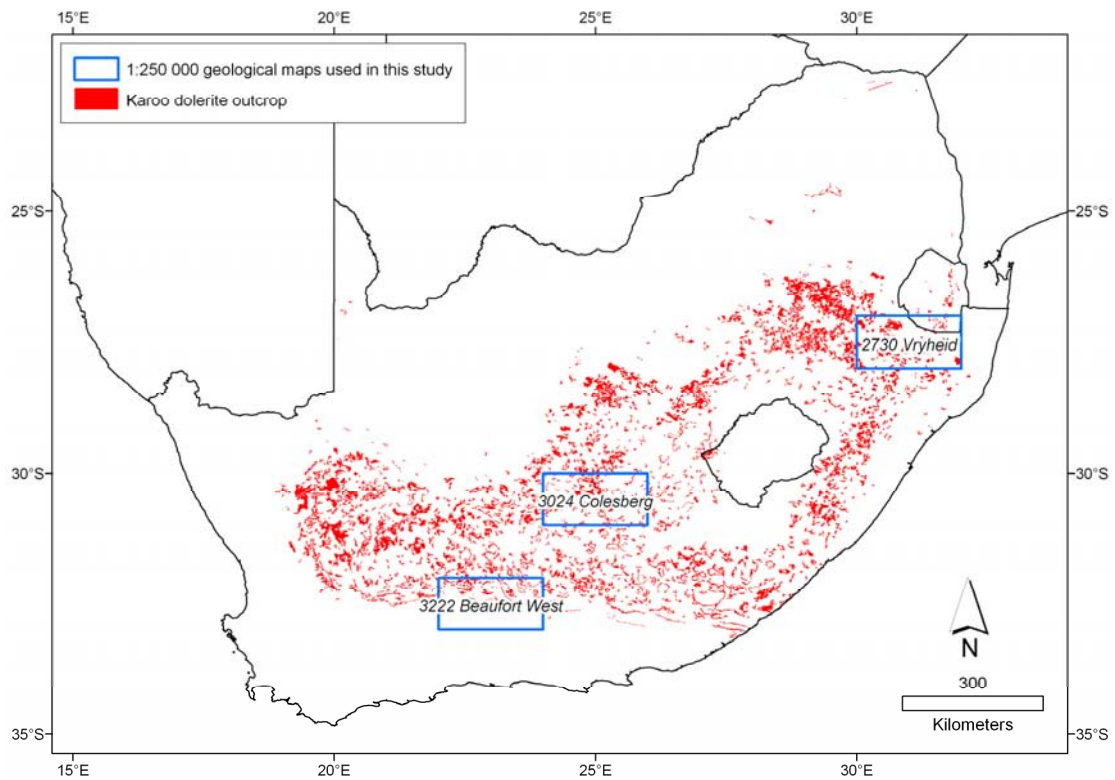 15°E 20°E 25°E 30°E
1:250 000 geological maps used in this study
Karoo dolerite outcrop
25°S 25°S
2730 Vryheid
30°S 30°S
3024 Colesberg
3222 Beaufort West
N
300
Kilometers
35°S 35°S
15°E 20°E 25°E 30°E